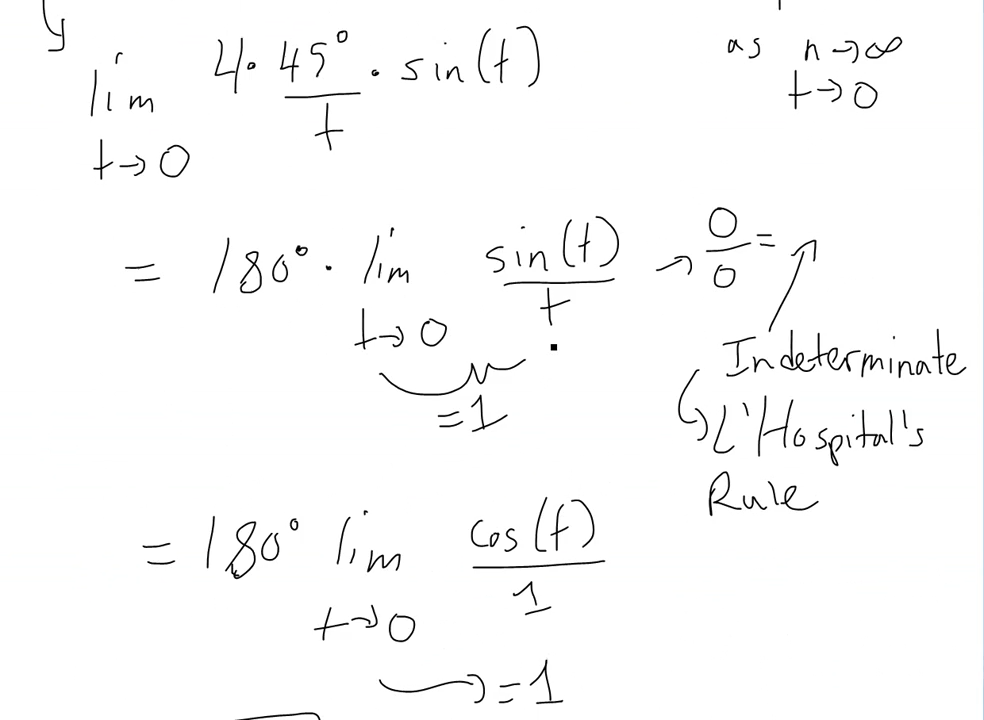 y
lim t→0 4 · 45°/t · sin(t)
as n→∞
t→0
= 180° · lim t→0 sin(t)/t → 0/0 =
= 1
Indeterminate
L'Hospital's
Rule
= 180° lim t→0 cos(t)/1
= 1